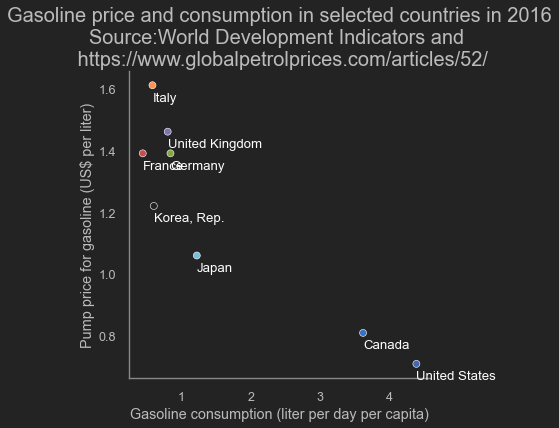 Gasoline price and consumption in selected countries in 2016
Source:World Development Indicators and
https://www.globalpetrolprices.com/articles/52/
Pump price for gasoline (US$ per liter)
1.6
1.4
1.2
1.0
0.8
Italy
United Kingdom
France
Germany
Korea, Rep.
Japan
Canada
United States
1
2
3
4
Gasoline consumption (liter per day per capita)